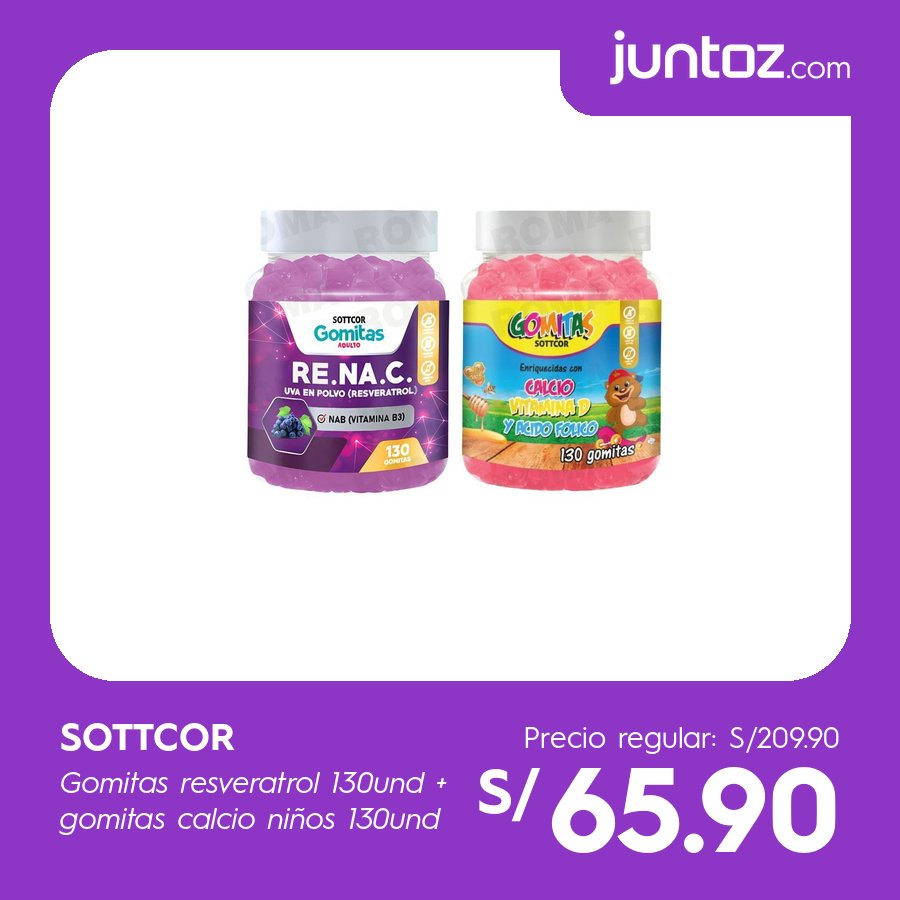 juntoz.com
SOTTCOR
Gomitas
ADULTO
RE.NA.C.
UVA EN POLVO (RESVERATROL)
NAB (VITAMINA B3)
130
GOMITAS
GOMITAS
SOTTCOR
Enriquecidas con
CALCIO
VITAMINA D
Y ACIDO FOLICO
130 gomitas
SOTTCOR
Gomitas resveratrol 130und +
gomitas calcio niños 130und
Precio regular: S/209.90
S/65.90